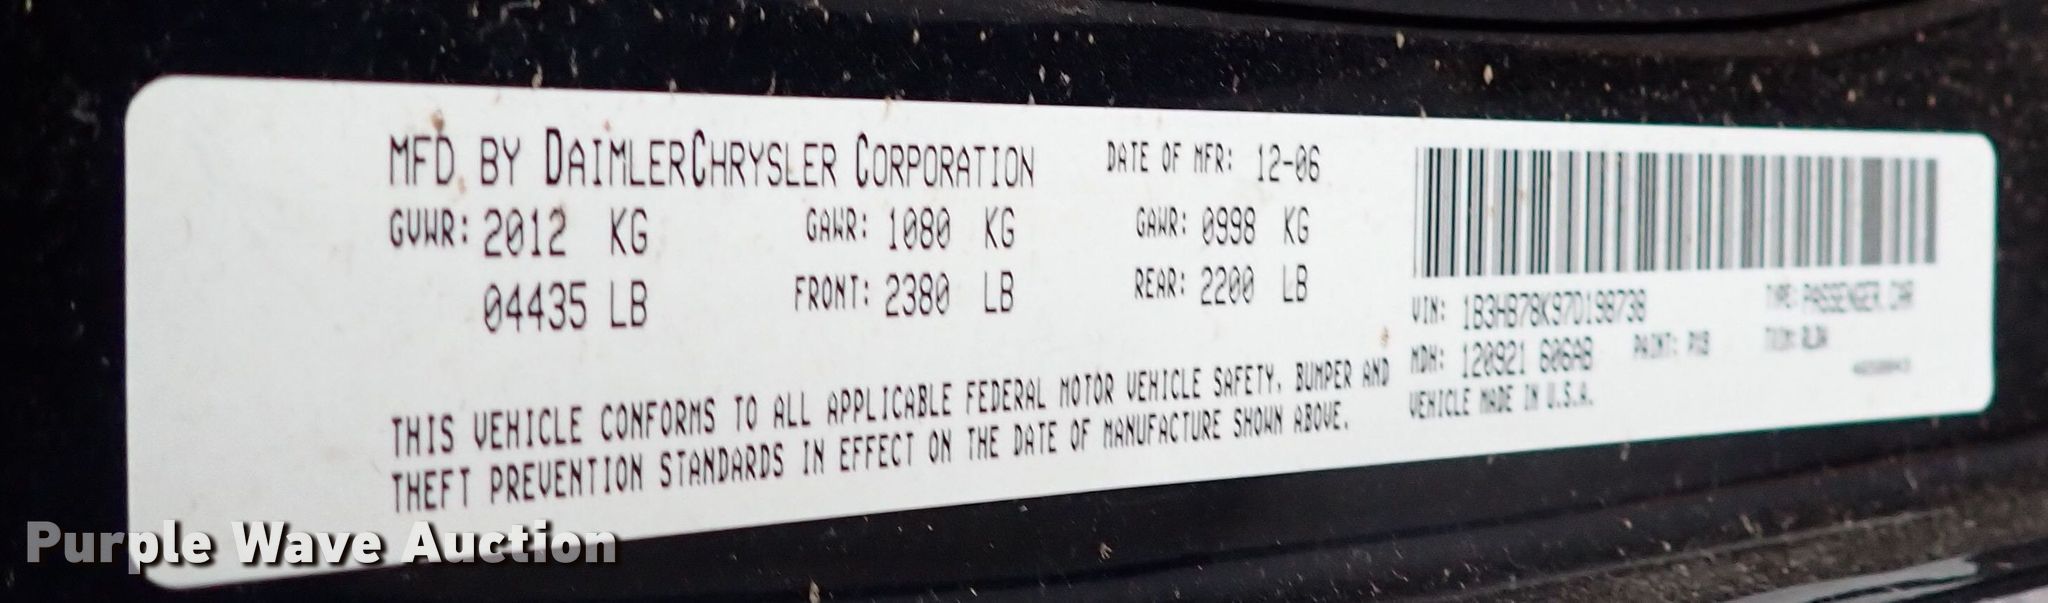 MFD BY DAIMLERCHRYSLER CORPORATION DATE OF MFR: 12-06
GVWR: 2012 KG GAWR: 1080 KG GAWR: 0998 KG
04435 LB FRONT: 2380 LB REAR: 2200 LB
VIN: 1B3HB78K97D198738 TYPE: PASSENGER CAR
MDH: 120921 606AB PAINT: TRIM:
VEHICLE MADE IN U.S.A.
THIS VEHICLE CONFORMS TO ALL APPLICABLE FEDERAL MOTOR VEHICLE SAFETY, BUMPER AND
THEFT PREVENTION STANDARDS IN EFFECT ON THE DATE OF MANUFACTURE SHOWN ABOVE.
Purple Wave Auction